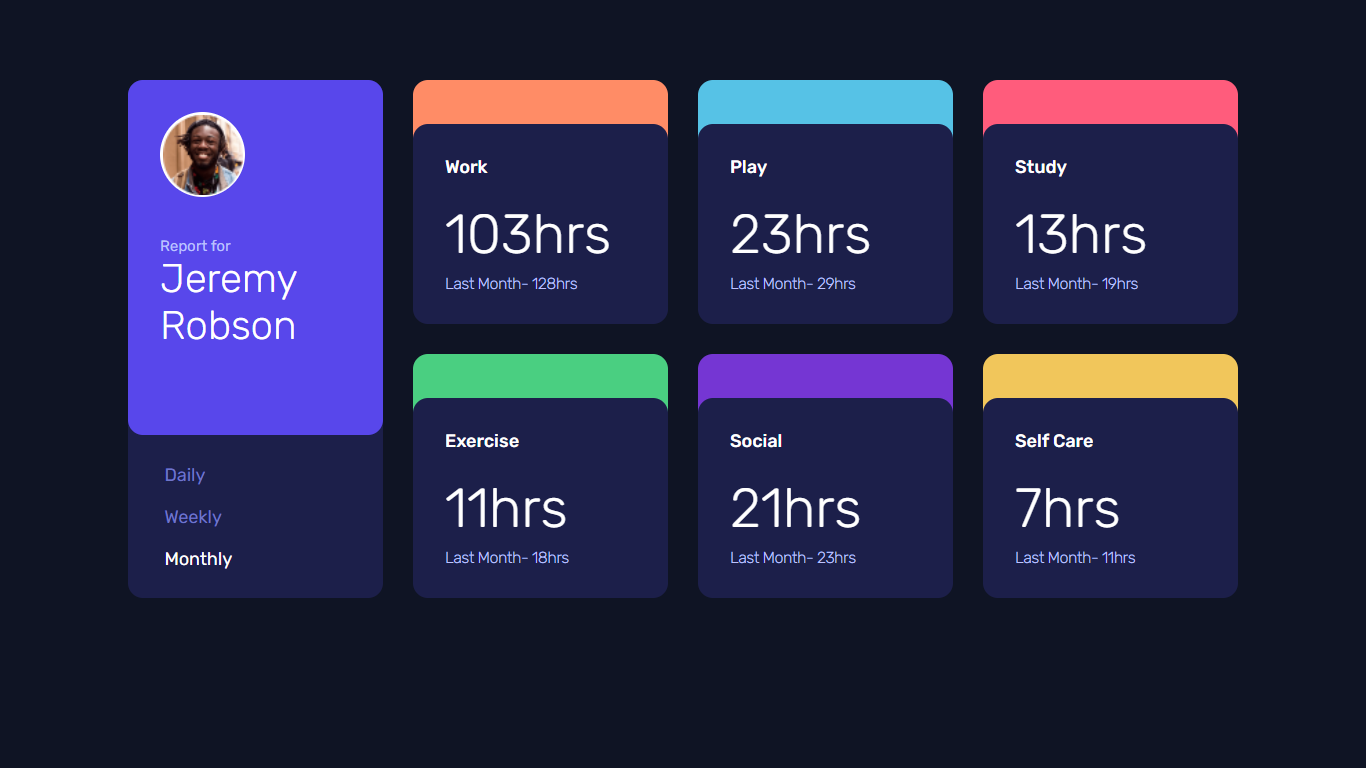 Report for
Jeremy
Robson
Daily
Weekly
Monthly
Work
103hrs
Last Month- 128hrs
Play
23hrs
Last Month- 29hrs
Study
13hrs
Last Month- 19hrs
Exercise
11hrs
Last Month- 18hrs
Social
21hrs
Last Month- 23hrs
Self Care
7hrs
Last Month- 11hrs